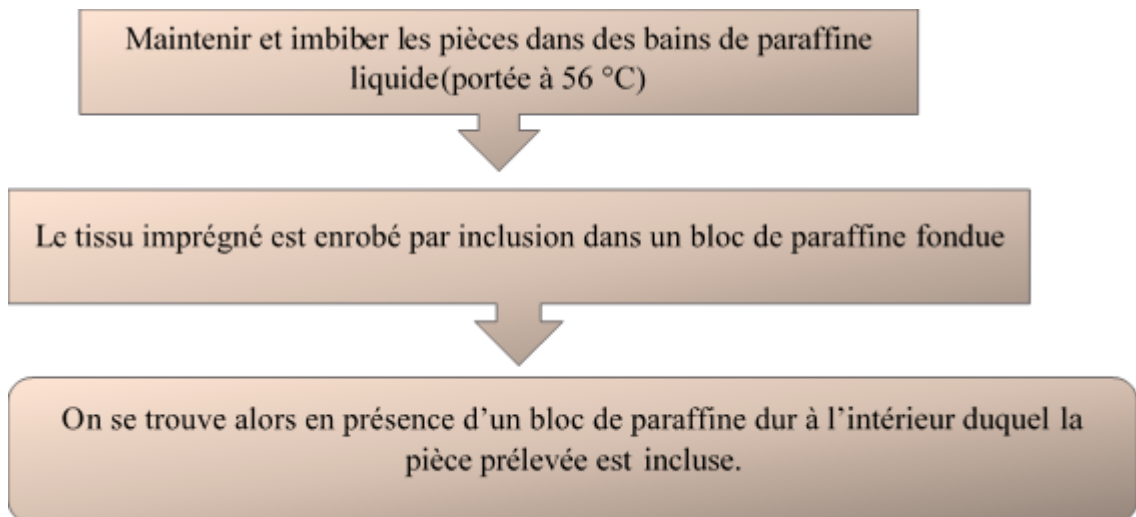 Maintenir et imbiber les pièces dans des bains de paraffine
liquide(portée à 56 °C)
Le tissu imprégné est enrobé par inclusion dans un bloc de paraffine fondue
On se trouve alors en présence d’un bloc de paraffine dur à l’intérieur duquel la
pièce prélevée est incluse.